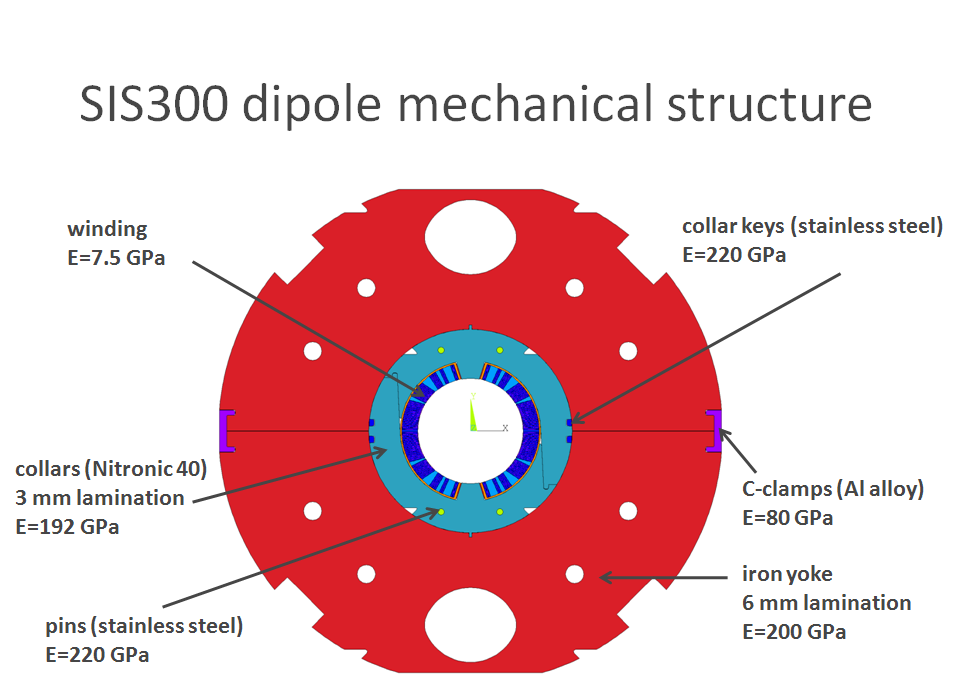 SIS300 dipole mechanical structure
winding
E=7.5 GPa
collar keys (stainless steel)
E=220 GPa
Y
Z
X
collars (Nitronic 40)
3 mm lamination
E=192 GPa
C-clamps (Al alloy)
E=80 GPa
iron yoke
6 mm lamination
E=200 GPa
pins (stainless steel)
E=220 GPa